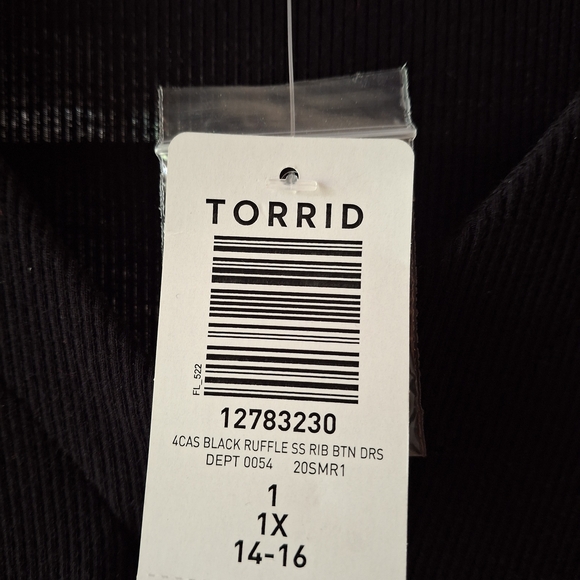 TORRID
FL_522
12783230
4CAS BLACK RUFFLE SS RIB BTN DRS
DEPT 0054 20SMR1
1
1X
14-16